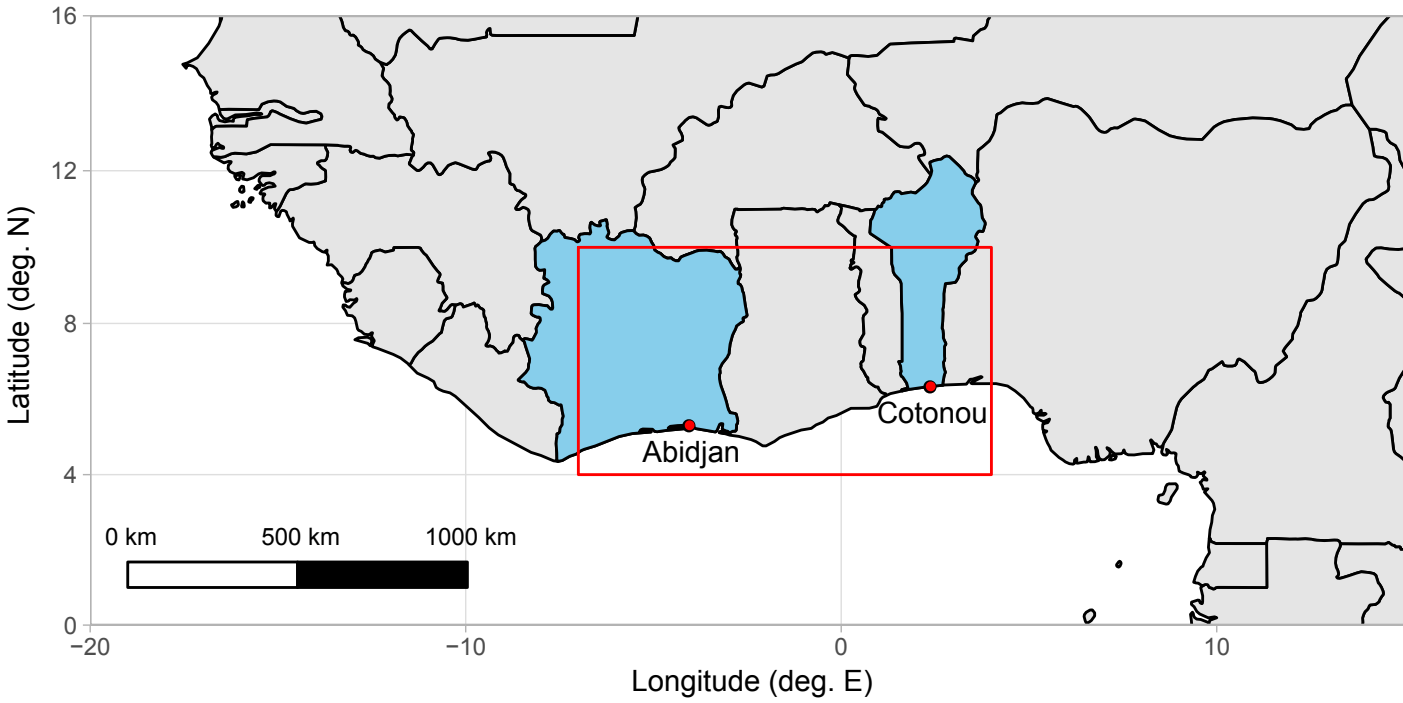 16
12
8
4
0
Latitude (deg. N)
Cotonou
Abidjan
0 km 500 km 1000 km
−20 −10 0 10
Longitude (deg. E)